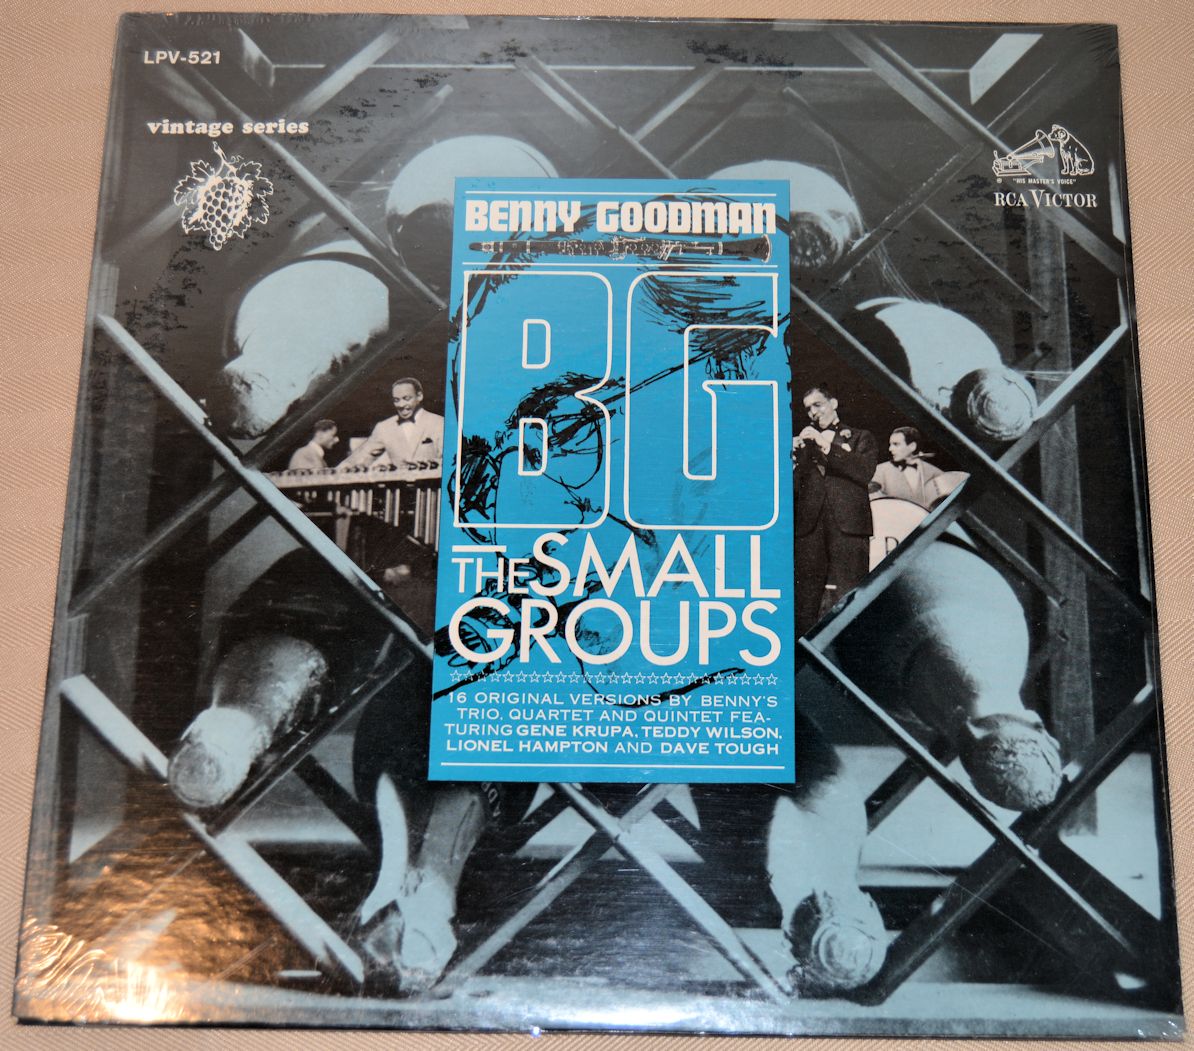 LPV-521
vintage series
"HIS MASTER'S VOICE"
RCA VICTOR
BENNY GOODMAN
BG
THE SMALL
GROUPS
16 ORIGINAL VERSIONS BY BENNY'S
TRIO, QUARTET AND QUINTET FEA-
TURING GENE KRUPA, TEDDY WILSON,
LIONEL HAMPTON AND DAVE TOUGH